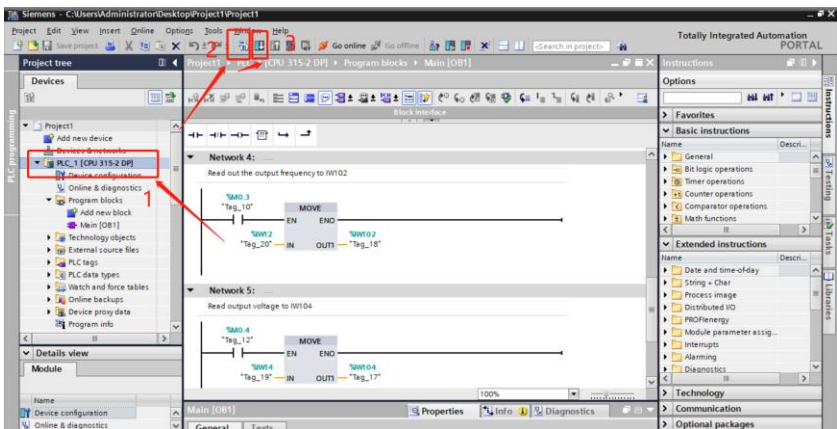 Siemens - C:\Users\Administrator\Desktop\Project1\Project1
Project Edit View Insert Online Options Tools Window Help
Save project
Go online
Go offline
<Search in project>
Totally Integrated Automation
PORTAL
2
3
Project tree
Project1 PLC_1 [CPU 315-2 DP] Program blocks Main [OB1]
Instructions
Devices
Options
Block interface
Project1
Add new device
Devices & networks
PLC_1 [CPU 315-2 DP]
Device configuration
Online & diagnostics
Program blocks
Add new block
Main [OB1]
Technology objects
External source files
PLC tags
PLC data types
Watch and force tables
Online backups
Device proxy data
Program info
1
PLC programming
Details view
Module
Name
Device configuration
Online & diagnostics
Network 4:
Read out the output frequency to IW102
%M0.3
"Tag_10"
MOVE
EN ENO
%IW12
"Tag_20" IN
%IW102
OUT1 "Tag_18"
Network 5:
Read output voltage to IW104
%M0.4
"Tag_12"
MOVE
EN ENO
%IW14
"Tag_19" IN
%IW104
OUT1 "Tag_17"
100%
Main [OB1]
Properties Info Diagnostics
General Texts
Favorites
Basic instructions
Name Descri...
General
Bit logic operations
Timer operations
Counter operations
Comparator operations
Math functions
Extended instructions
Name Descri...
Date and time-of-day
String + Char
Process image
Distributed I/O
PROFIenergy
Module parameter assig...
Interrupts
Alarming
Diagnostics
Technology
Communication
Optional packages
Instructions
Testing
Tasks
Libraries